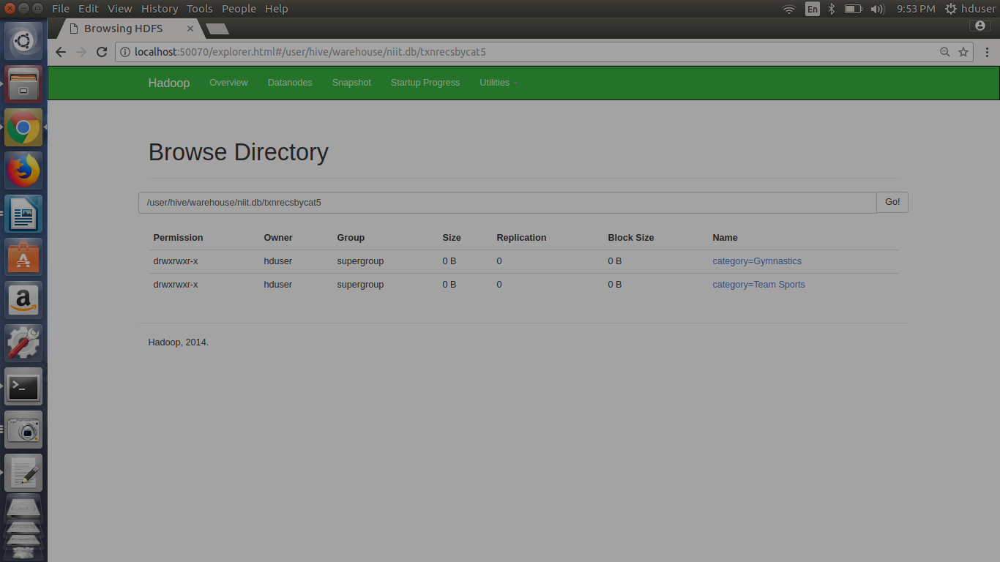 File Edit View History Tools People Help
En 9:53 PM hduser
Browsing HDFS
localhost:50070/explorer.html#/user/hive/warehouse/niit.db/txnrecsbycat5
Hadoop Overview Datanodes Snapshot Startup Progress Utilities
Browse Directory
/user/hive/warehouse/niit.db/txnrecsbycat5 Go!
Permission Owner Group Size Replication Block Size Name
drwxrwxr-x hduser supergroup 0 B 0 0 B category=Gymnastics
drwxrwxr-x hduser supergroup 0 B 0 0 B category=Team Sports
Hadoop, 2014.